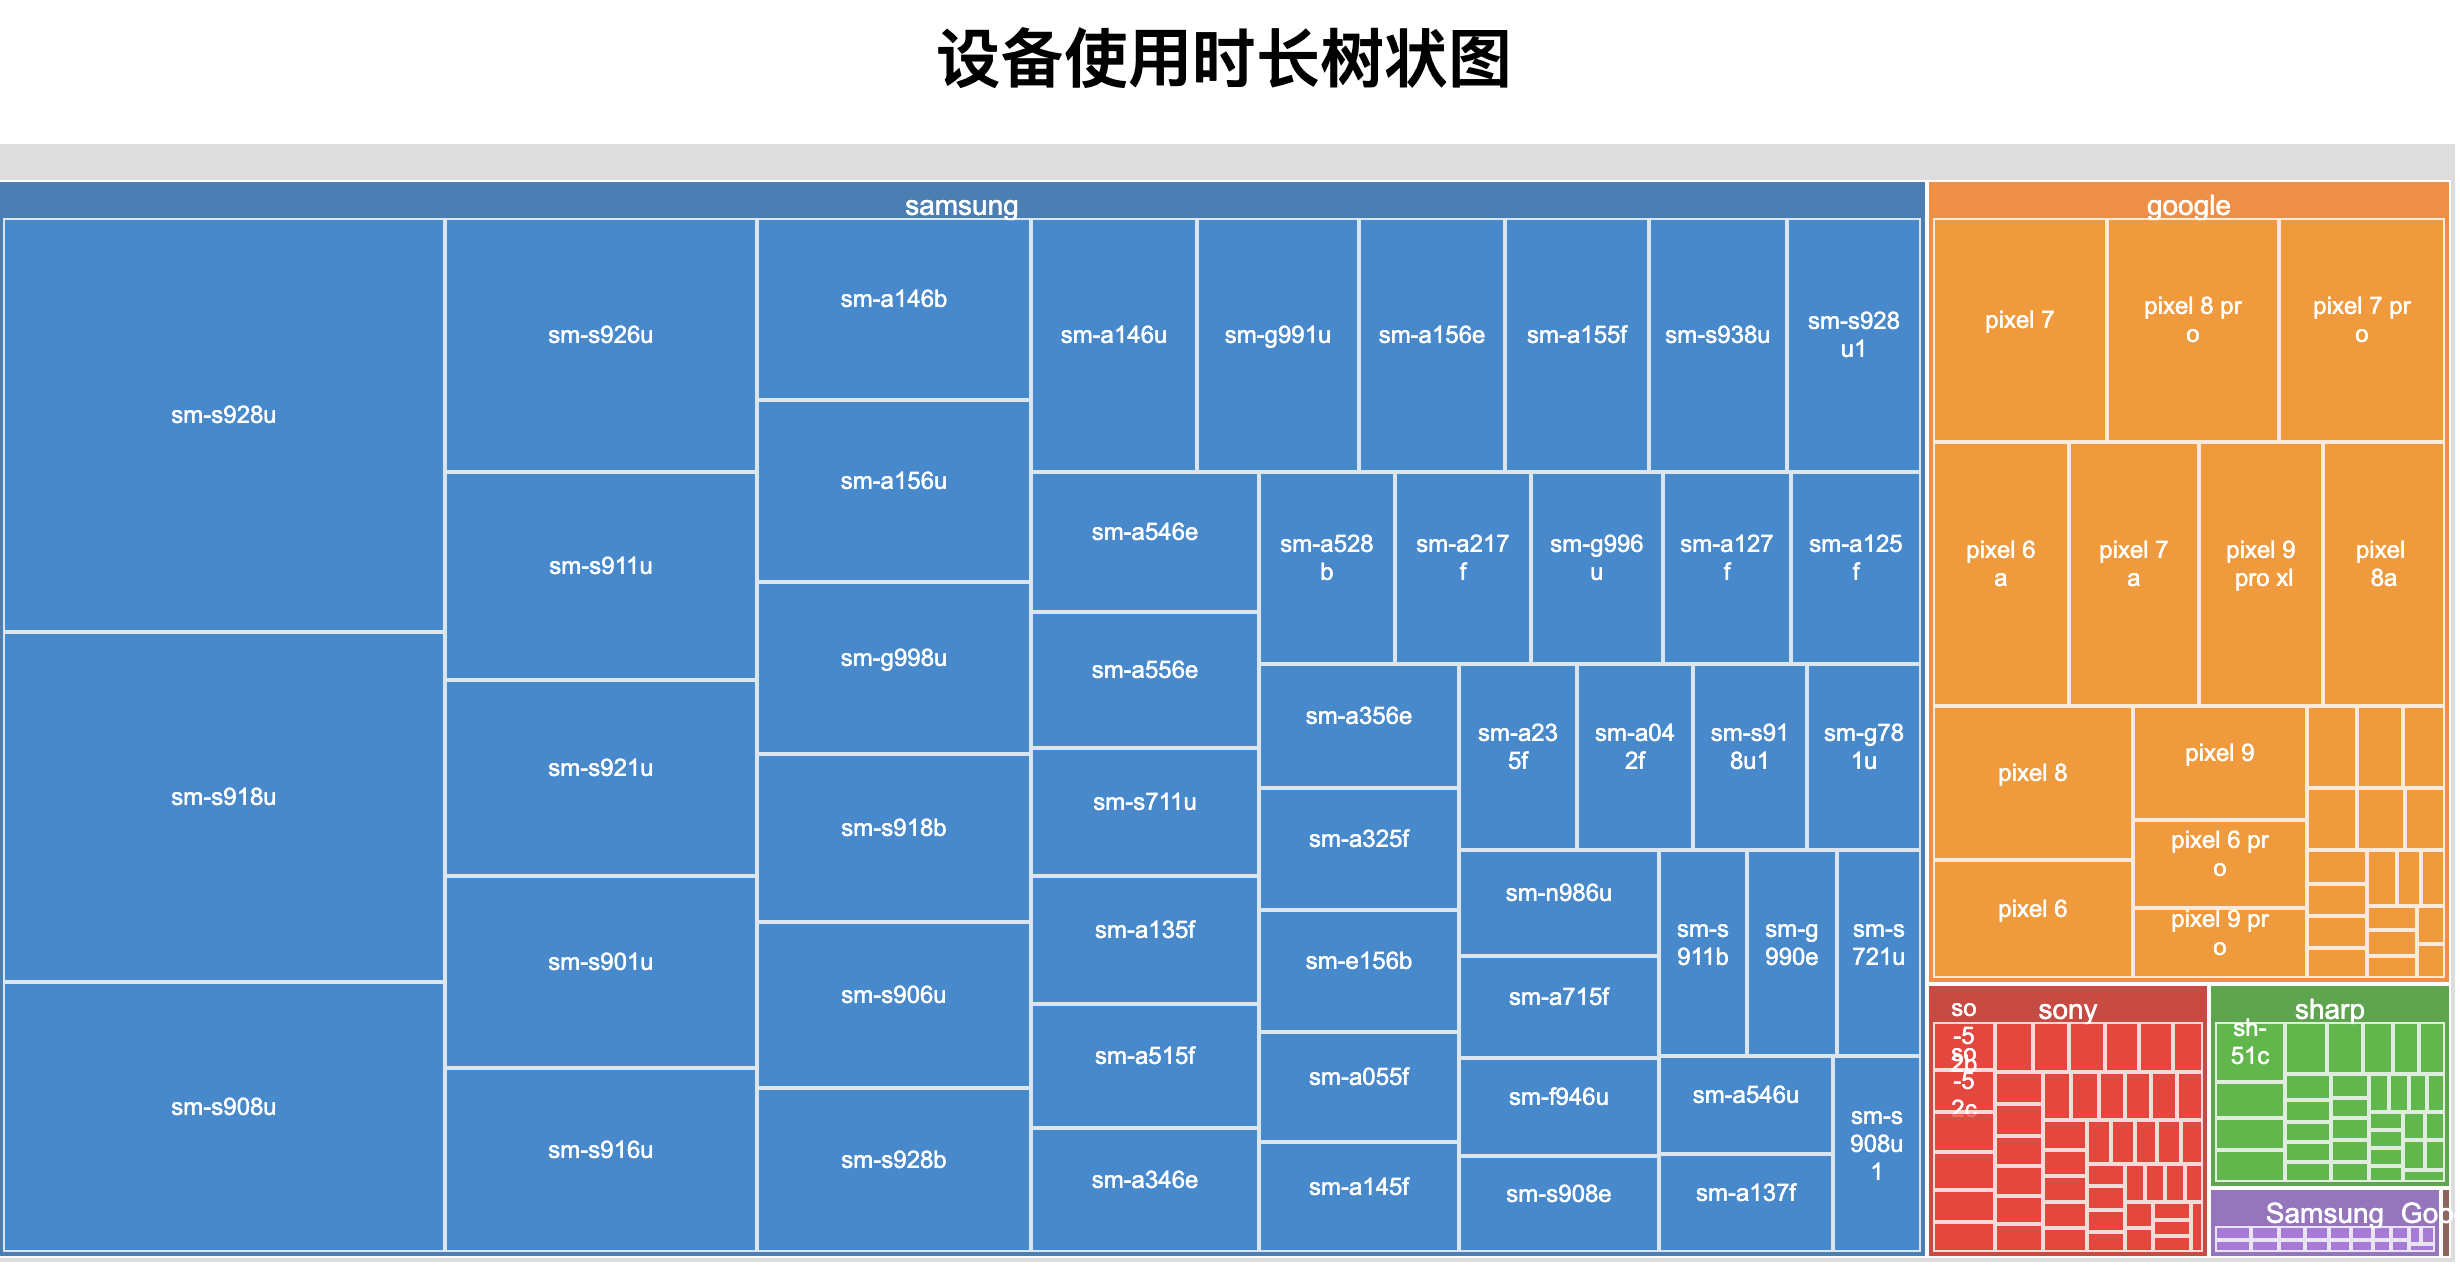 设备使用时长树状图
samsung
sm-s928u
sm-s918u
sm-s908u
sm-s926u
sm-s911u
sm-s921u
sm-s901u
sm-s916u
sm-a146b
sm-a156u
sm-g998u
sm-s918b
sm-s906u
sm-s928b
sm-a146u
sm-g991u
sm-a156e
sm-a155f
sm-s938u
sm-s928
u1
sm-a546e
sm-a556e
sm-s711u
sm-a135f
sm-a515f
sm-a346e
sm-a528
b
sm-a217
f
sm-g996
u
sm-a127
f
sm-a125
f
sm-a356e
sm-a325f
sm-e156b
sm-a055f
sm-a145f
sm-a23
5f
sm-a04
2f
sm-s91
8u1
sm-g78
1u
sm-n986u
sm-a715f
sm-f946u
sm-s908e
sm-s
911b
sm-g
990e
sm-s
721u
sm-a546u
sm-a137f
sm-s
908u
1
google
pixel 7
pixel 8 pr
o
pixel 7 pr
o
pixel 6
a
pixel 7
a
pixel 9
pro xl
pixel
8a
pixel 8
pixel 6
pixel 9
pixel 6 pr
o
pixel 9 pr
o
sony
so
-5
2b
so
-5
2c
sharp
sh-
51c
Samsung
Goo